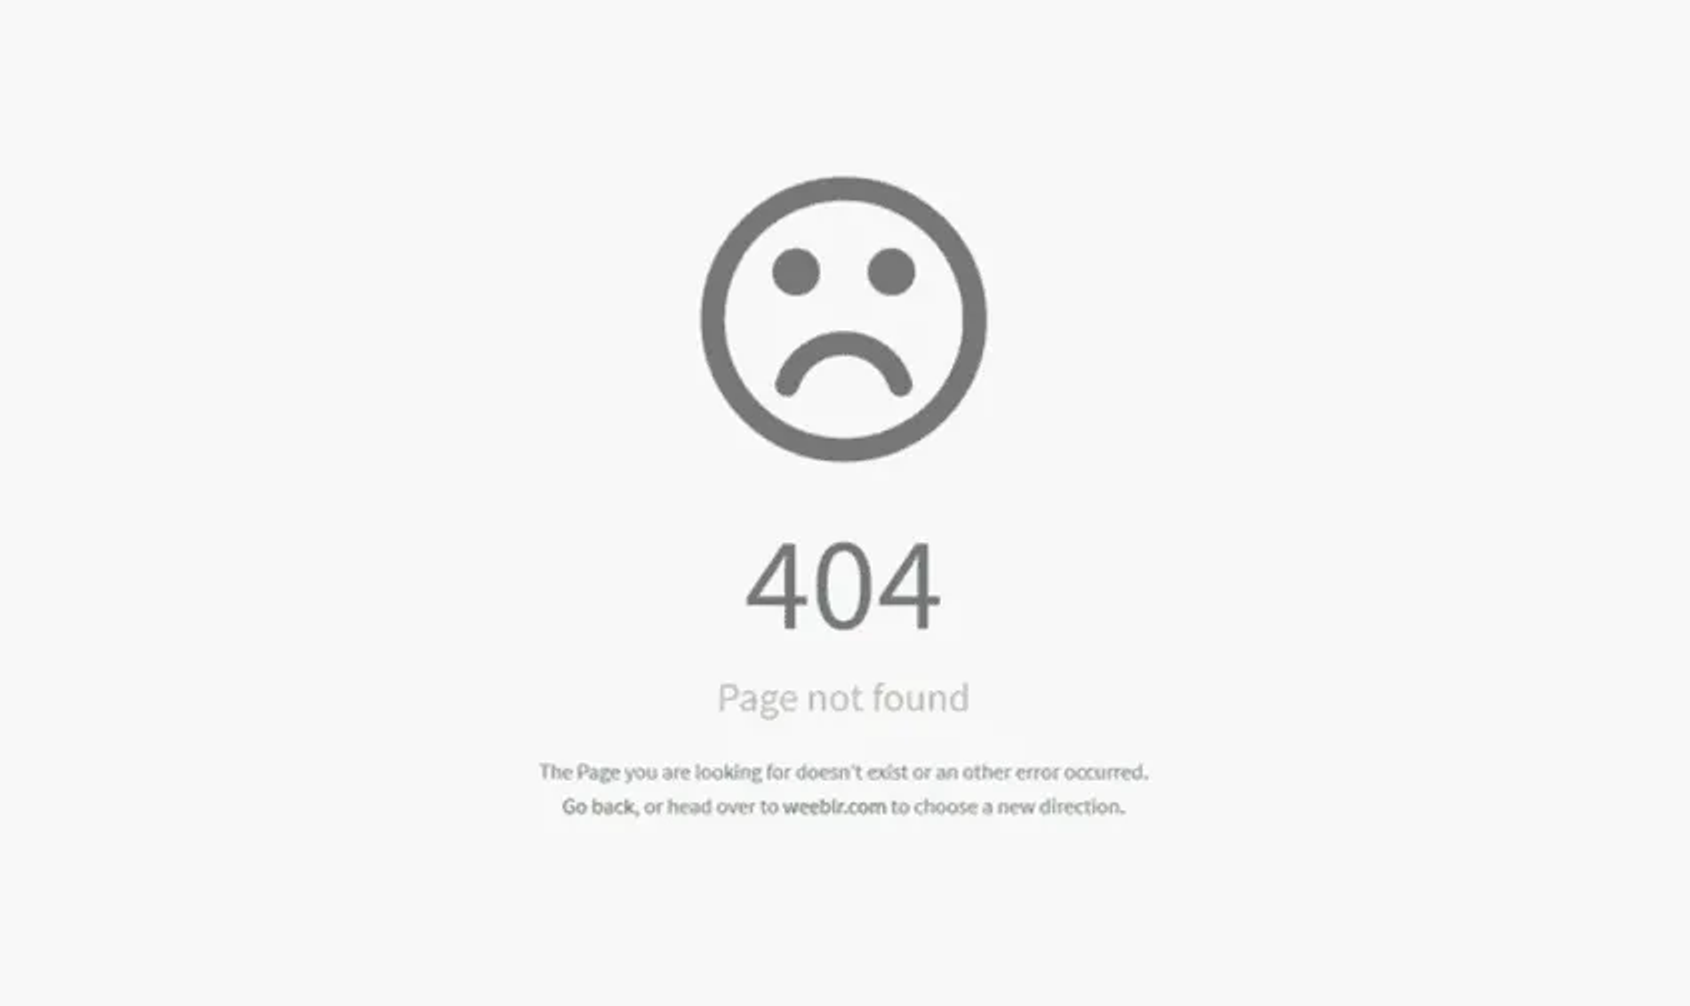 404
Page not found
The Page you are looking for doesn't exist or an other error occurred.
Go back, or head over to weeblr.com to choose a new direction.